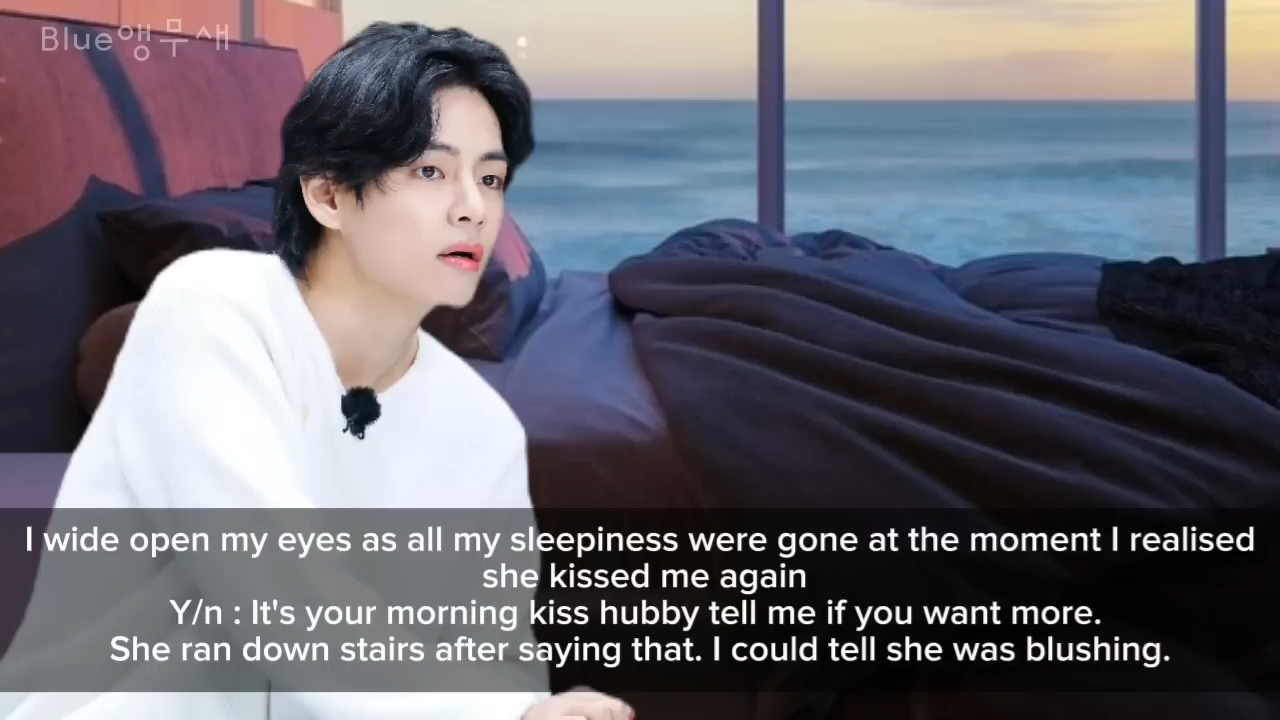 Blue앵무새
I wide open my eyes as all my sleepiness were gone at the moment I realised
she kissed me again
Y/n : It's your morning kiss hubby tell me if you want more.
She ran down stairs after saying that. I could tell she was blushing.